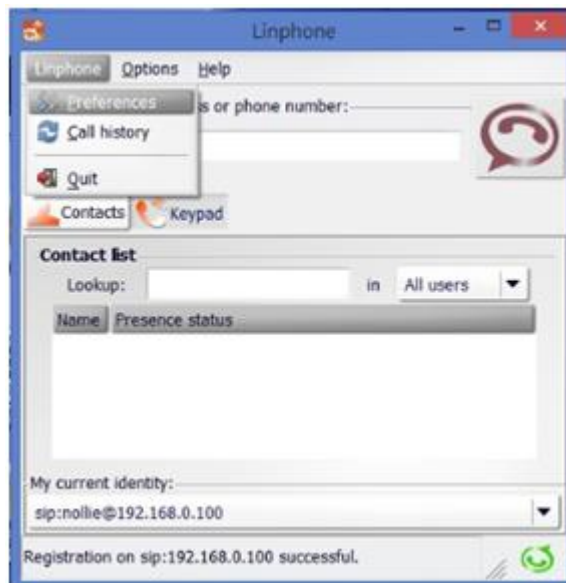 Linphone
Linphone Options Help
Preferences
s or phone number:
Call history
Quit
Contacts Keypad
Contact list
Lookup: in All users
Name Presence status
My current identity:
sip:nollie@192.168.0.100
Registration on sip:192.168.0.100 successful.